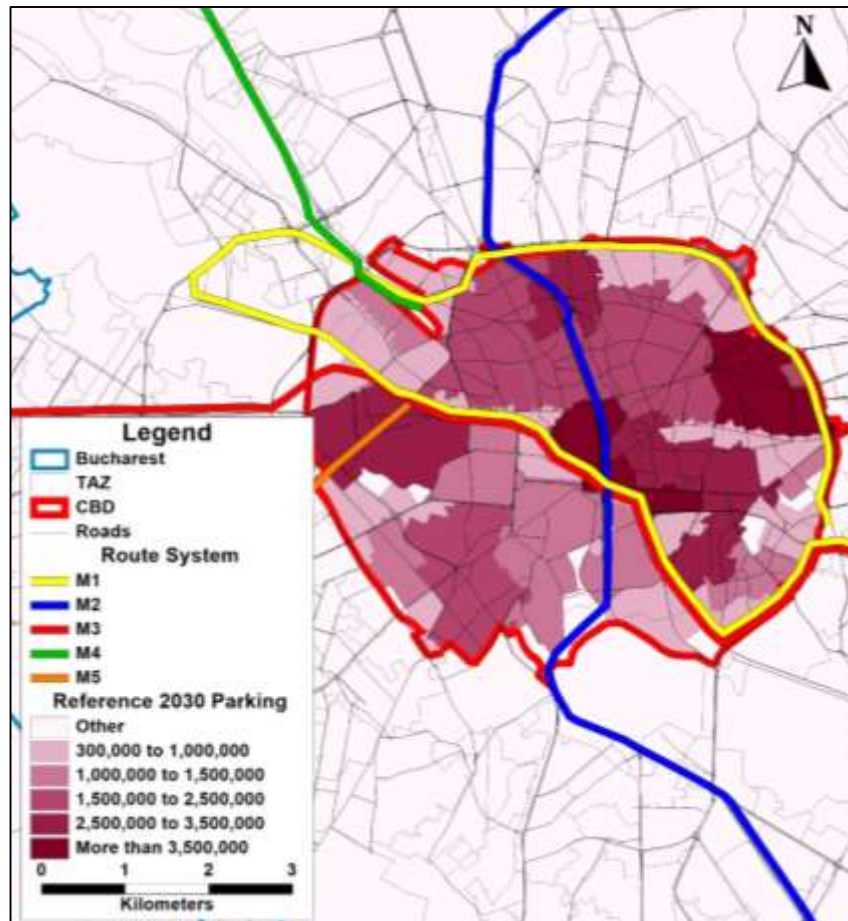 N
Legend
Bucharest
TAZ
CBD
Roads
Route System
M1
M2
M3
M4
M5
Reference 2030 Parking
Other
300,000 to 1,000,000
1,000,000 to 1,500,000
1,500,000 to 2,500,000
2,500,000 to 3,500,000
More than 3,500,000
0 1 2 3
Kilometers